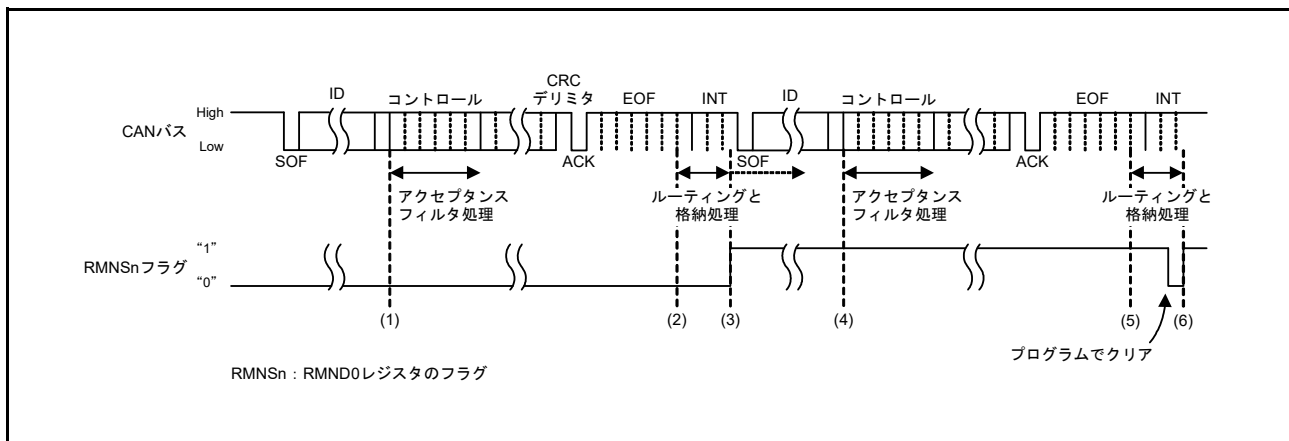 CRC
ID コントロール デリミタ EOF INT ID コントロール EOF INT
High
CANバス
Low
SOF ACK SOF ACK
アクセプタンス
フィルタ処理
ルーティングと
格納処理
アクセプタンス
フィルタ処理
ルーティングと
格納処理
“1”
RMNSnフラグ
“0”
(1) (2) (3) (4) (5) (6)
プログラムでクリア
RMNSn：RMND0レジスタのフラグ